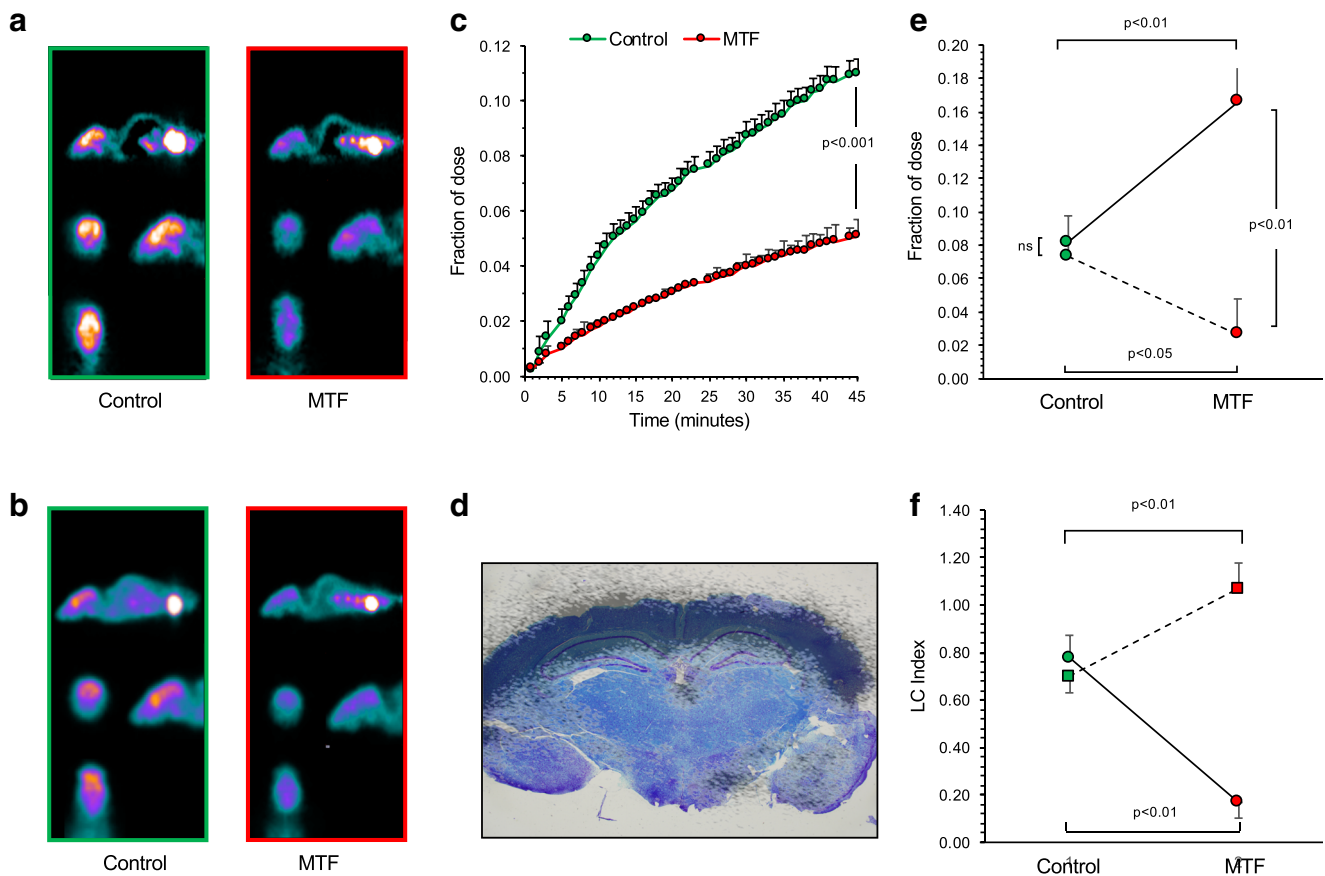 a
Control
MTF
b
Control
MTF
c
Control MTF
Fraction of dose
0.12
0.10
0.08
0.06
0.04
0.02
0.00
p<0.001
0 5 10 15 20 25 30 35 40 45
Time (minutes)
d
e
p<0.01
Fraction of dose
0.20
0.18
0.16
0.14
0.12
0.10
0.08
0.06
0.04
0.02
0.00
ns
p<0.01
p<0.05
Control MTF
f
p<0.01
LC Index
1.40
1.20
1.00
0.80
0.60
0.40
0.20
0.00
p<0.01
1 2
Control MTF